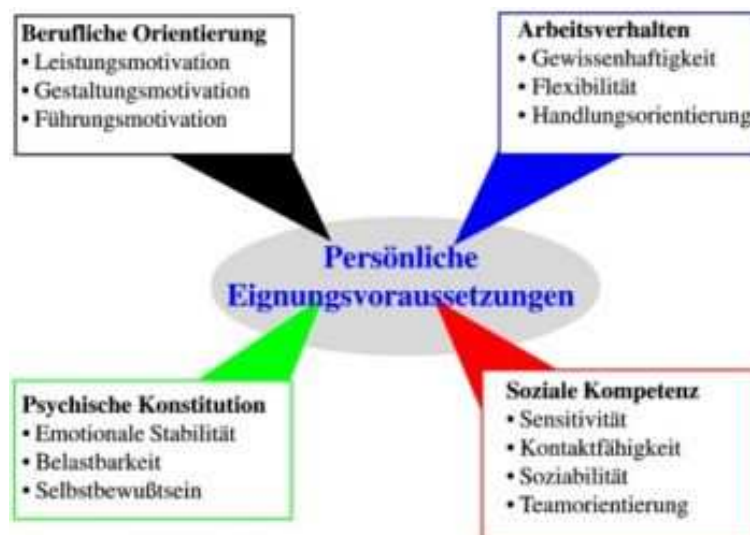 Berufliche Orientierung
• Leistungsmotivation
• Gestaltungsmotivation
• Führungsmotivation
Arbeitsverhalten
• Gewissenhaftigkeit
• Flexibilität
• Handlungsorientierung
Persönliche
Eignungsvoraussetzungen
Psychische Konstitution
• Emotionale Stabilität
• Belastbarkeit
• Selbstbewußtsein
Soziale Kompetenz
• Sensitivität
• Kontaktfähigkeit
• Soziabilität
• Teamorientierung